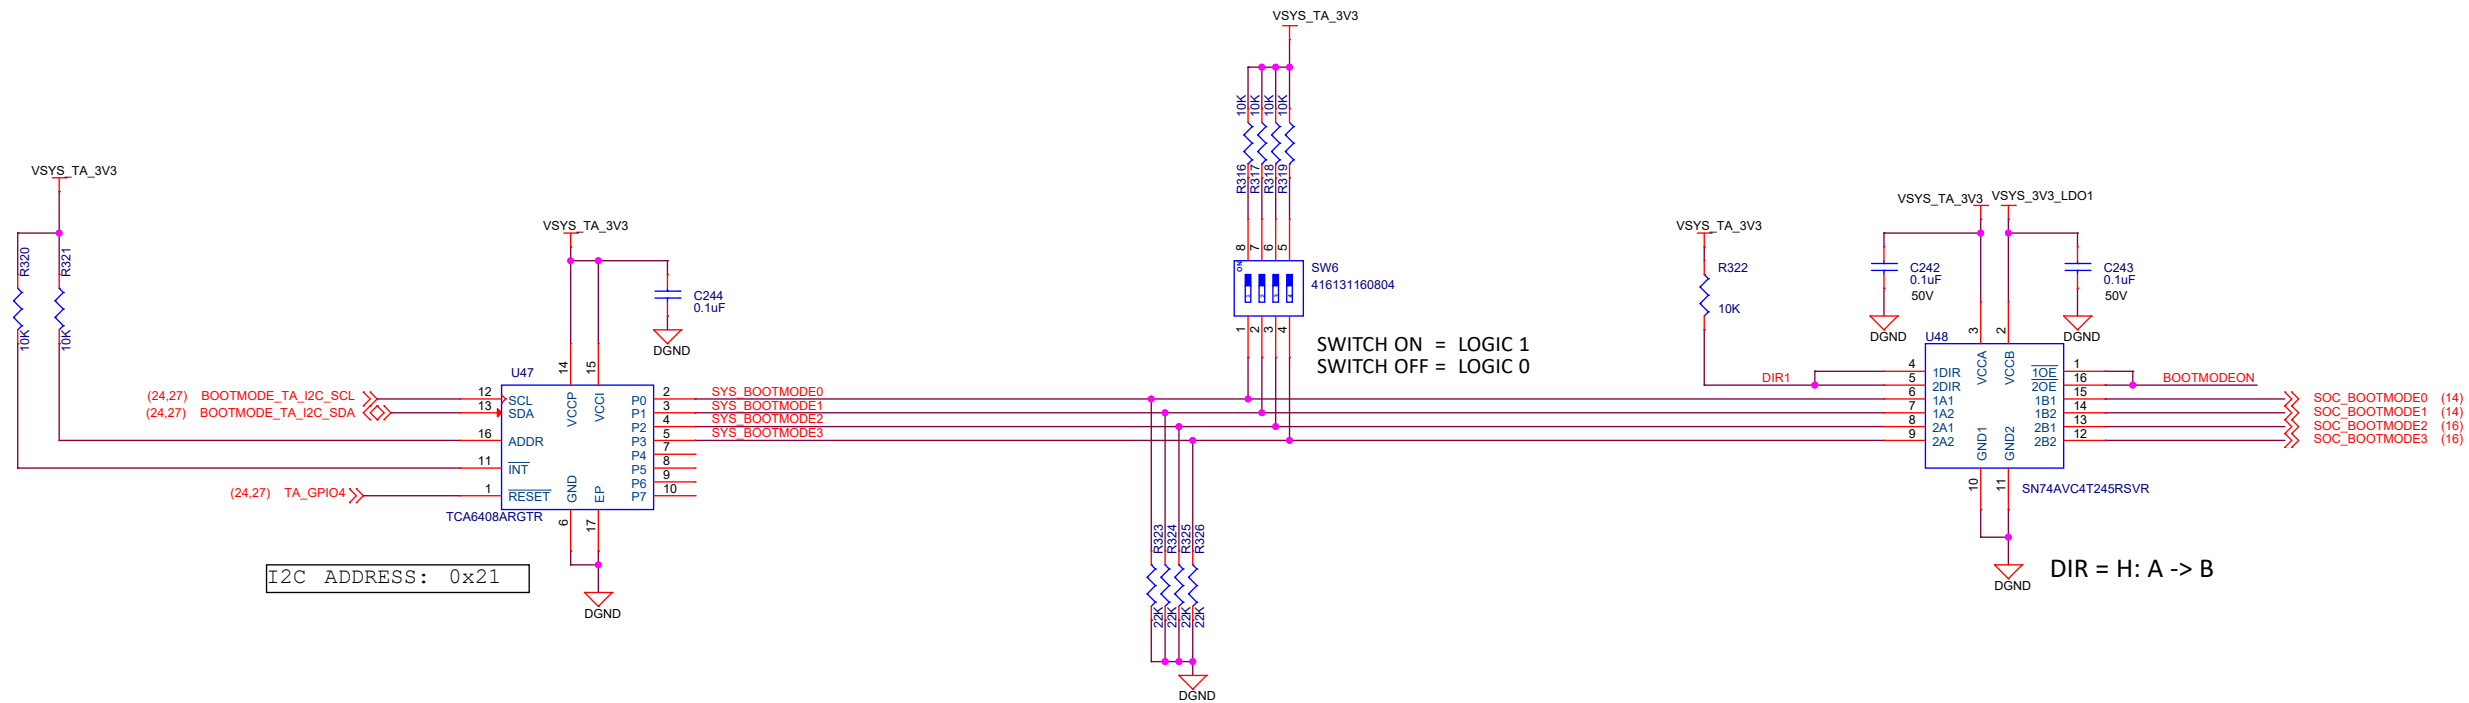 VSYS_TA_3V3
10K
10K
10K
10K
R316
R317
R318
R319
8
7
6
5
ON
1
2
3
4
SW6
416131160804
1
2
3
4
SWITCH ON = LOGIC 1
SWITCH OFF = LOGIC 0
VSYS_TA_3V3
R320
R321
10K
10K
VSYS_TA_3V3
C244
0.1uF
DGND
U47
14
15
VCCP
VCCI
(24,27) BOOTMODE_TA_I2C_SCL
(24,27) BOOTMODE_TA_I2C_SDA
(24,27) TA_GPIO4
12
13
16
11
1
SCL
SDA
ADDR
INT
RESET
GND
EP
P0
P1
P2
P3
P4
P5
P6
P7
2
3
4
5
7
8
9
10
SYS_BOOTMODE0
SYS_BOOTMODE1
SYS_BOOTMODE2
SYS_BOOTMODE3
TCA6408ARGTR
6
17
DGND
I2C ADDRESS: 0x21
R323
R324
R325
R326
22K
22K
22K
22K
DGND
VSYS_TA_3V3
R322
10K
DIR1
VSYS_TA_3V3
VSYS_3V3_LDO1
C242
0.1uF
50V
DGND
C243
0.1uF
50V
DGND
U48
3
2
VCCA
VCCB
4
5
6
7
8
9
1DIR
2DIR
1A1
1A2
2A1
2A2
GND1
GND2
1OE
2OE
1B1
1B2
2B1
2B2
1
16
15
14
13
12
BOOTMODEON
SOC_BOOTMODE0 (14)
SOC_BOOTMODE1 (14)
SOC_BOOTMODE2 (16)
SOC_BOOTMODE3 (16)
10
11
SN74AVC4T245RSVR
DGND
DIR = H: A -> B